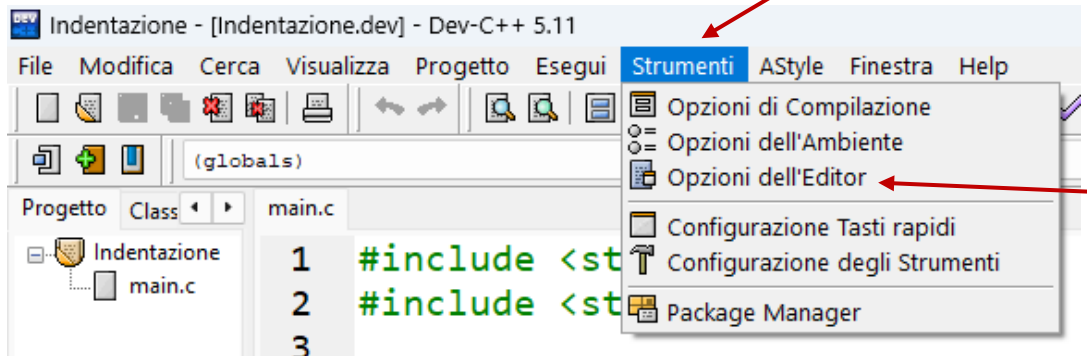 Indentazione - [Indentazione.dev] - Dev-C++ 5.11
File Modifica Cerca Visualizza Progetto Esegui Strumenti AStyle Finestra Help
Opzioni di Compilazione
Opzioni dell'Ambiente
(globals)
Opzioni dell'Editor
Progetto Class main.c
Configurazione Tasti rapidi
Indentazione
1 #include <st
Configurazione degli Strumenti
main.c
2 #include <st
Package Manager
3